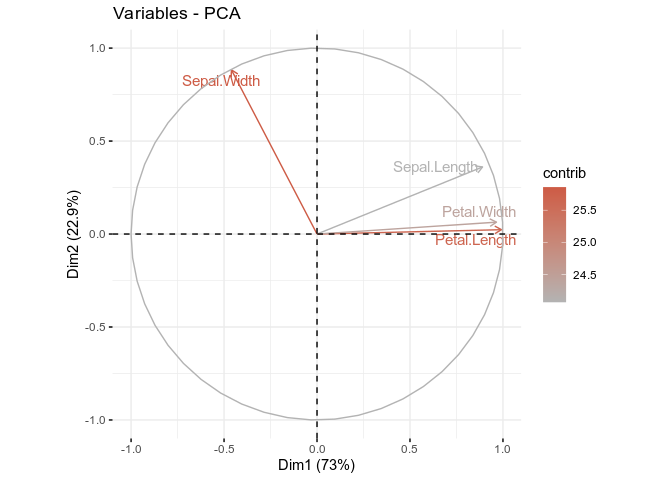 Variables - PCA
1.0
Sepal.Width
0.5
Sepal.Length
contrib
25.5
Petal.Width
25.0
0.0
Petal.Length
24.5
Dim2 (22.9%)
-0.5
-1.0
-1.0 -0.5 0.0 0.5 1.0
Dim1 (73%)